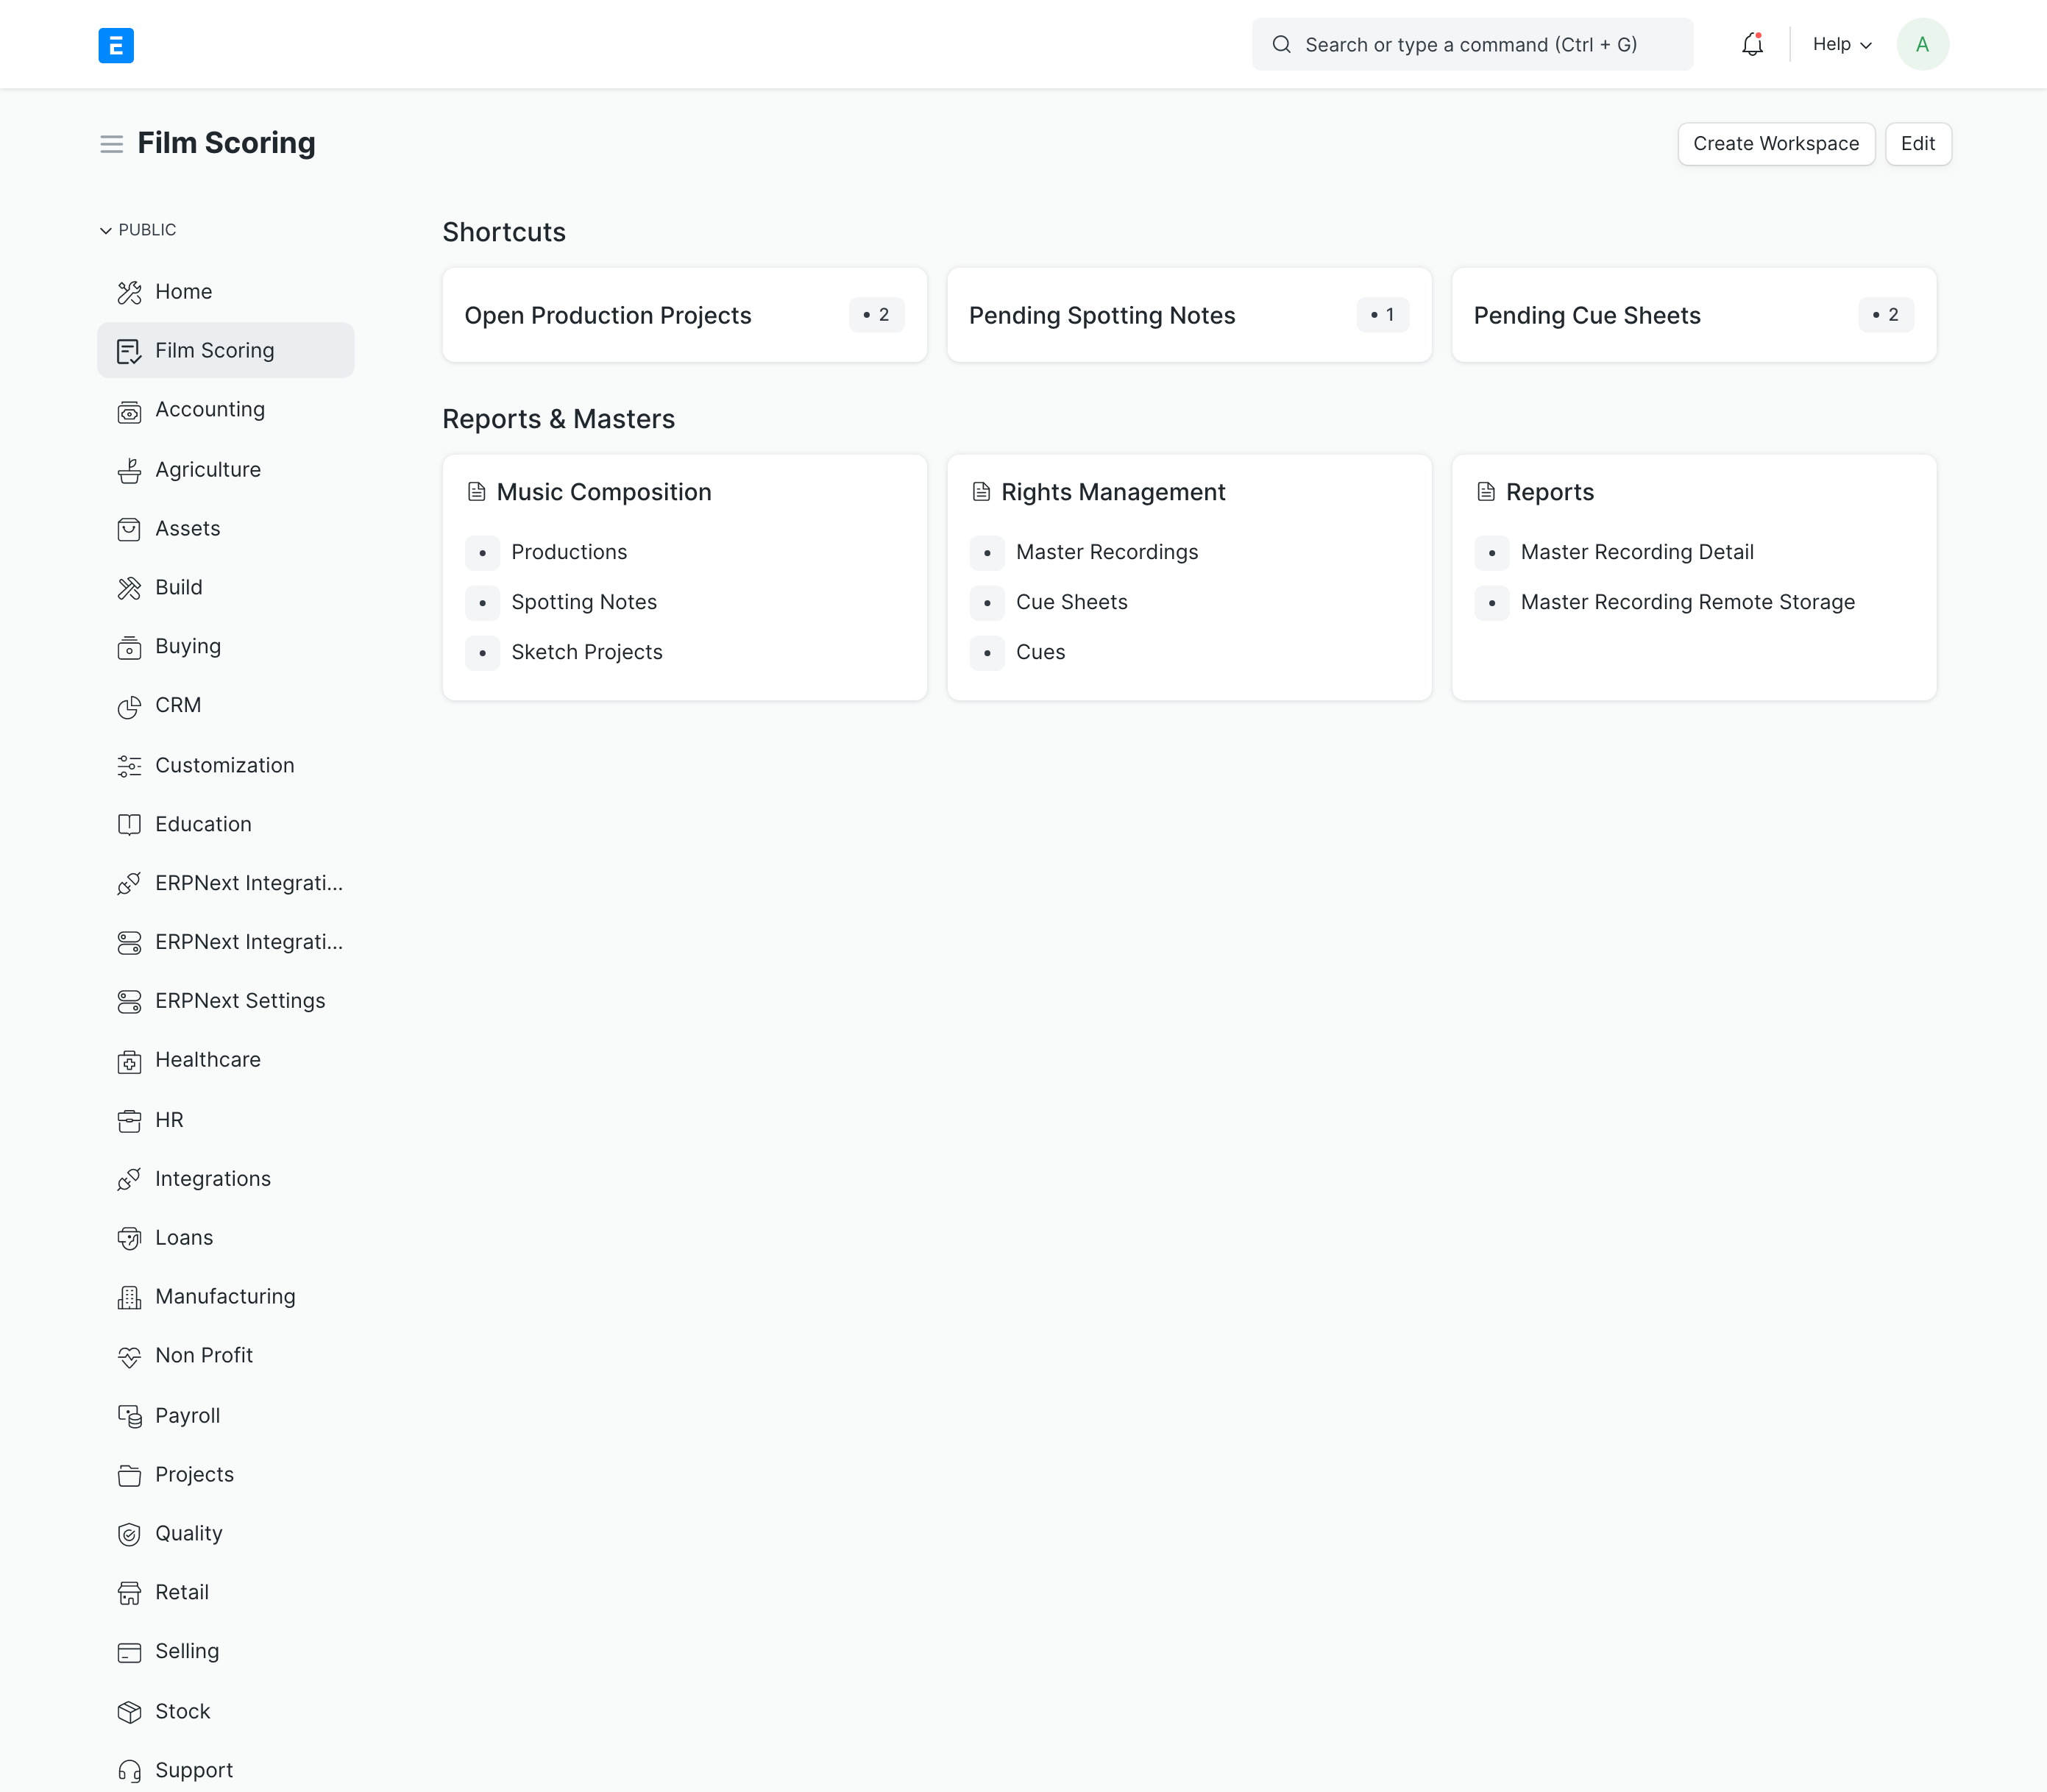 E
Search or type a command (Ctrl + G)
Help
A
Film Scoring
Create Workspace
Edit
PUBLIC
Home
Film Scoring
Accounting
Agriculture
Assets
Build
Buying
CRM
Customization
Education
ERPNext Integrati...
ERPNext Integrati...
ERPNext Settings
Healthcare
HR
Integrations
Loans
Manufacturing
Non Profit
Payroll
Projects
Quality
Retail
Selling
Stock
Support
Shortcuts
Open Production Projects
• 2
Pending Spotting Notes
• 1
Pending Cue Sheets
• 2
Reports & Masters
Music Composition
• Productions
• Spotting Notes
• Sketch Projects
Rights Management
• Master Recordings
• Cue Sheets
• Cues
Reports
• Master Recording Detail
• Master Recording Remote Storage